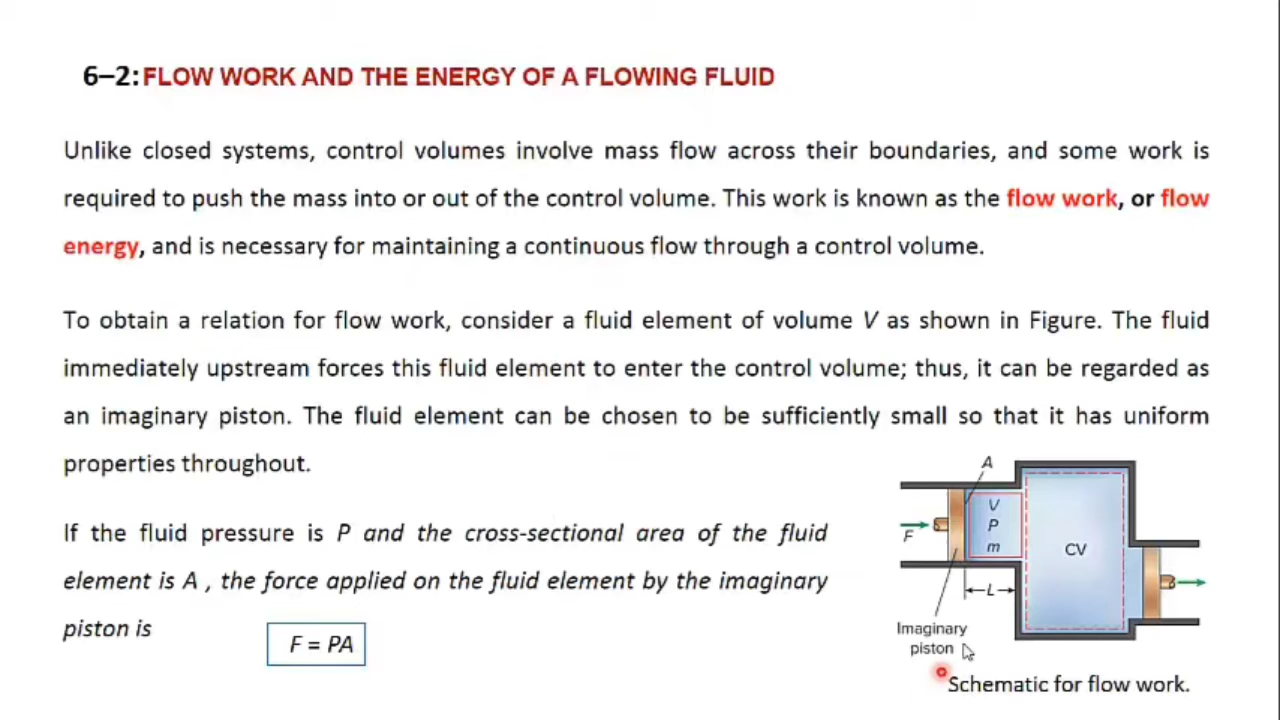 6–2: FLOW WORK AND THE ENERGY OF A FLOWING FLUID
Unlike closed systems, control volumes involve mass flow across their boundaries, and some work is
required to push the mass into or out of the control volume. This work is known as the flow work, or flow
energy, and is necessary for maintaining a continuous flow through a control volume.
To obtain a relation for flow work, consider a fluid element of volume V as shown in Figure. The fluid
immediately upstream forces this fluid element to enter the control volume; thus, it can be regarded as
an imaginary piston. The fluid element can be chosen to be sufficiently small so that it has uniform
properties throughout.
If the fluid pressure is P and the cross-sectional area of the fluid
element is A , the force applied on the fluid element by the imaginary
piston is
F = PA
A
V
P
m
F
CV
L
Imaginary
piston
Schematic for flow work.